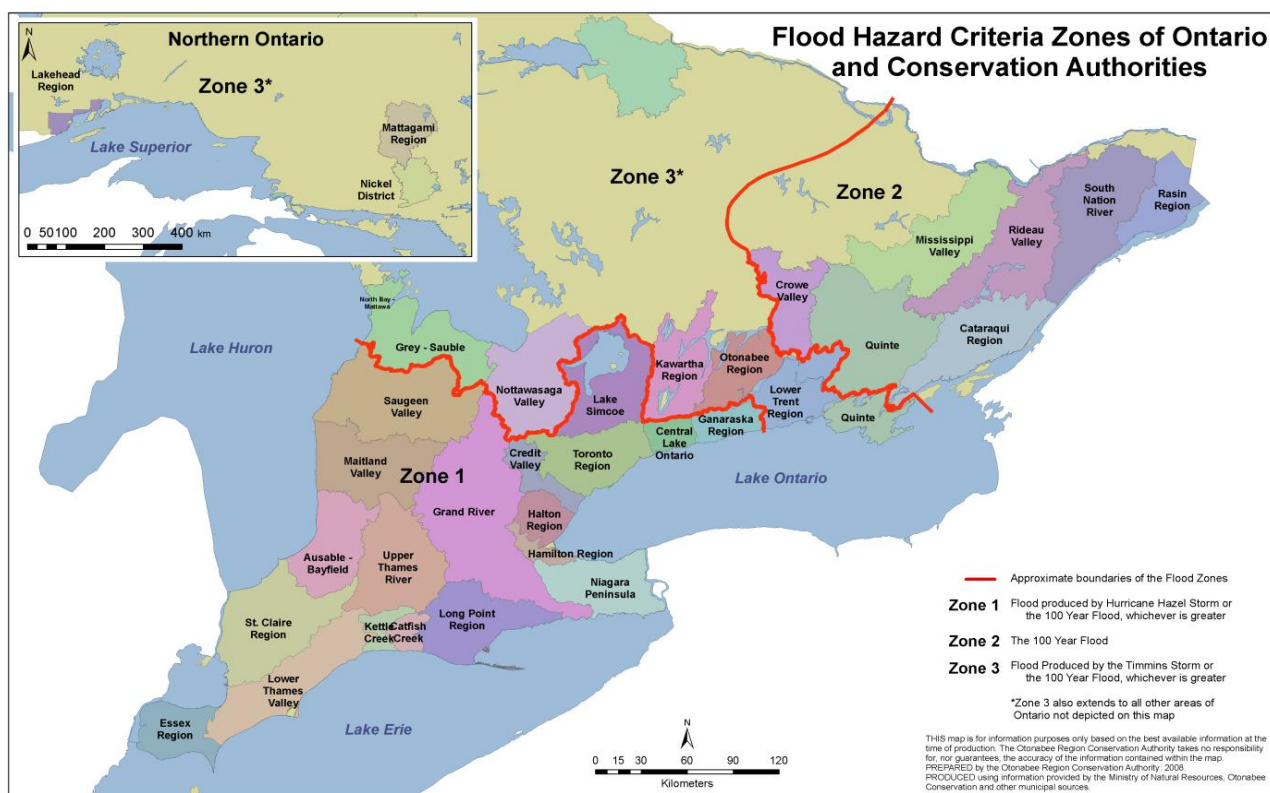 Flood Hazard Criteria Zones of Ontario
and Conservation Authorities
N
Northern Ontario
Zone 3*
Lakehead
Region
Lake Superior
Mattagami
Region
Nickel
District
0 50 100 200 300 400 km
Zone 3*
Zone 2
Mississippi
Valley
Rideau
Valley
South
Nation
River
Rasin
Region
Crowe
Valley
Quinte
Cataraqui
Region
North Bay -
Mattawa
Grey - Sauble
Lake Huron
Saugeen
Valley
Nottawasaga
Valley
Lake
Simcoe
Kawartha
Region
Otonabee
Region
Lower
Trent
Region
Quinte
Ganaraska
Region
Central
Lake
Ontario
Toronto
Region
Credit
Valley
Maitland
Valley
Zone 1
Grand River
Lake Ontario
Halton
Region
Hamilton Region
Niagara
Peninsula
Ausable -
Bayfield
Upper
Thames
River
St. Claire
Region
Kettle
Creek
Catfish
Creek
Long Point
Region
Lower
Thames
Valley
Essex
Region
Lake Erie
N
0 15 30 60 90 120
Kilometers
Approximate boundaries of the Flood Zones
Zone 1 Flood produced by Hurricane Hazel Storm or
the 100 Year Flood, whichever is greater
Zone 2 The 100 Year Flood
Zone 3 Flood Produced by the Timmins Storm or
the 100 Year Flood, whichever is greater
*Zone 3 also extends to all other areas of
Ontario not depicted on this map
THIS map is for information purposes only based on the best available information at the
time of production. The Otonabee Region Conservation Authority takes no responsibility
for, nor guarantees, the accuracy of the information contained within the map.
PREPARED by the Otonabee Region Conservation Authority: 2008.
PRODUCED using information provided by the Ministry of Natural Resources, Otonabee
Conservation and other municipal sources.